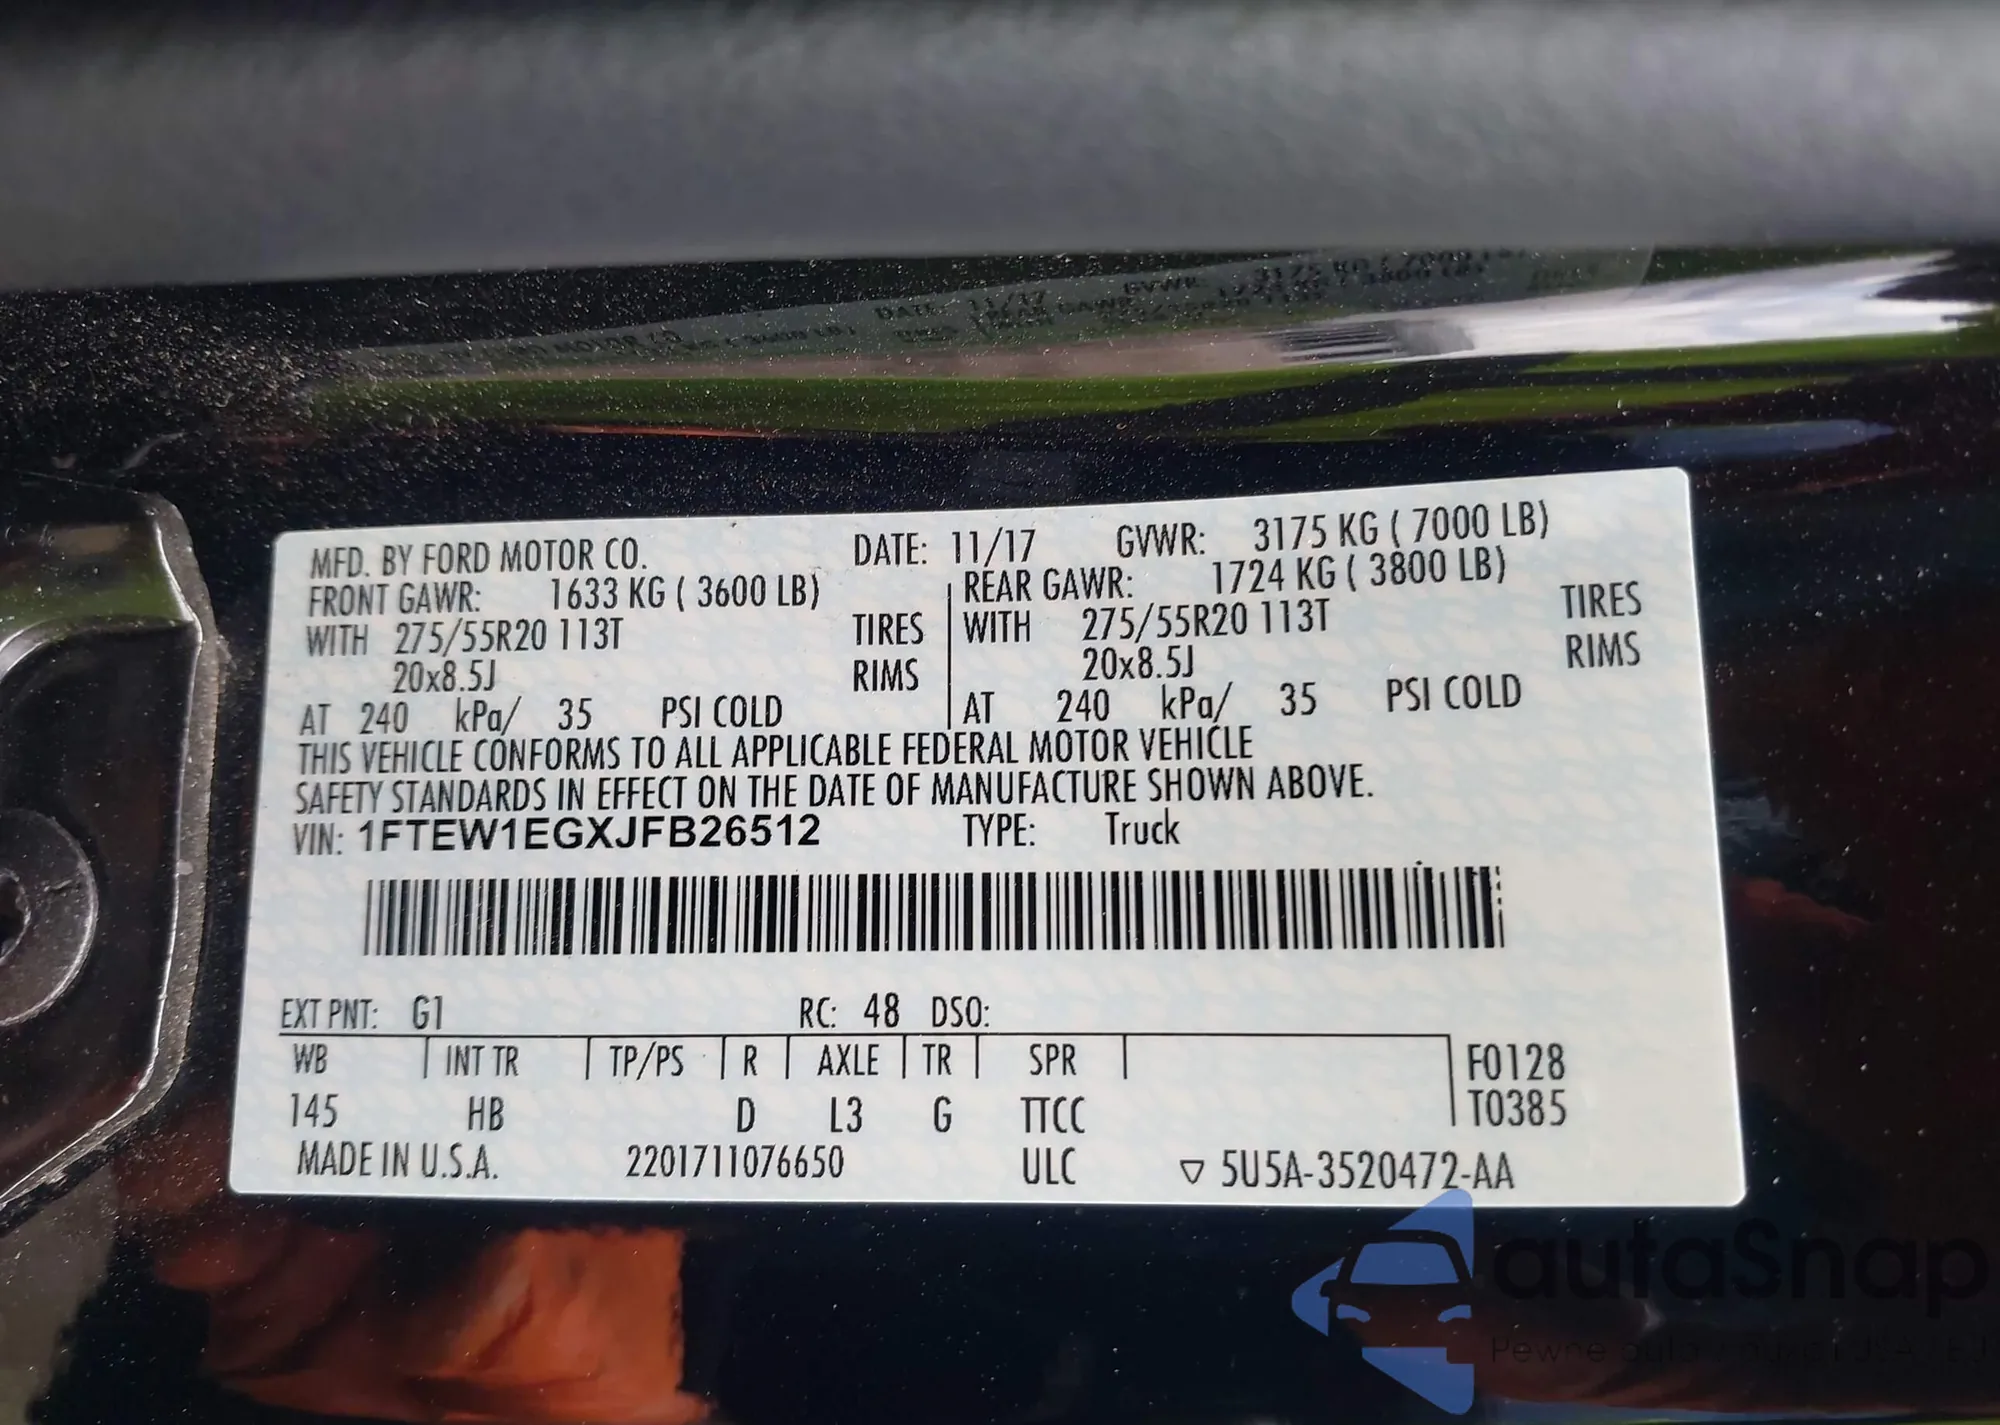 MFD. BY FORD MOTOR CO. DATE: 11/17 GVWR: 3175 KG ( 7000 LB)
FRONT GAWR: 1633 KG ( 3600 LB) REAR GAWR: 1724 KG ( 3800 LB)
WITH 275/55R20 113T TIRES WITH 275/55R20 113T TIRES
20x8.5J RIMS 20x8.5J RIMS
AT 240 kPa/ 35 PSI COLD AT 240 kPa/ 35 PSI COLD
THIS VEHICLE CONFORMS TO ALL APPLICABLE FEDERAL MOTOR VEHICLE
SAFETY STANDARDS IN EFFECT ON THE DATE OF MANUFACTURE SHOWN ABOVE.
VIN: 1FTEW1EGXJFB26512 TYPE: Truck
EXT PNT: G1 RC: 48 DSO:
WB INT TR TP/PS R AXLE TR SPR F0128
145 HB D L3 G TTCC T0385
MADE IN U.S.A. 2201711076650 ULC ▽ 5U5A-3520472-AA
autaSnap
Pewne auta